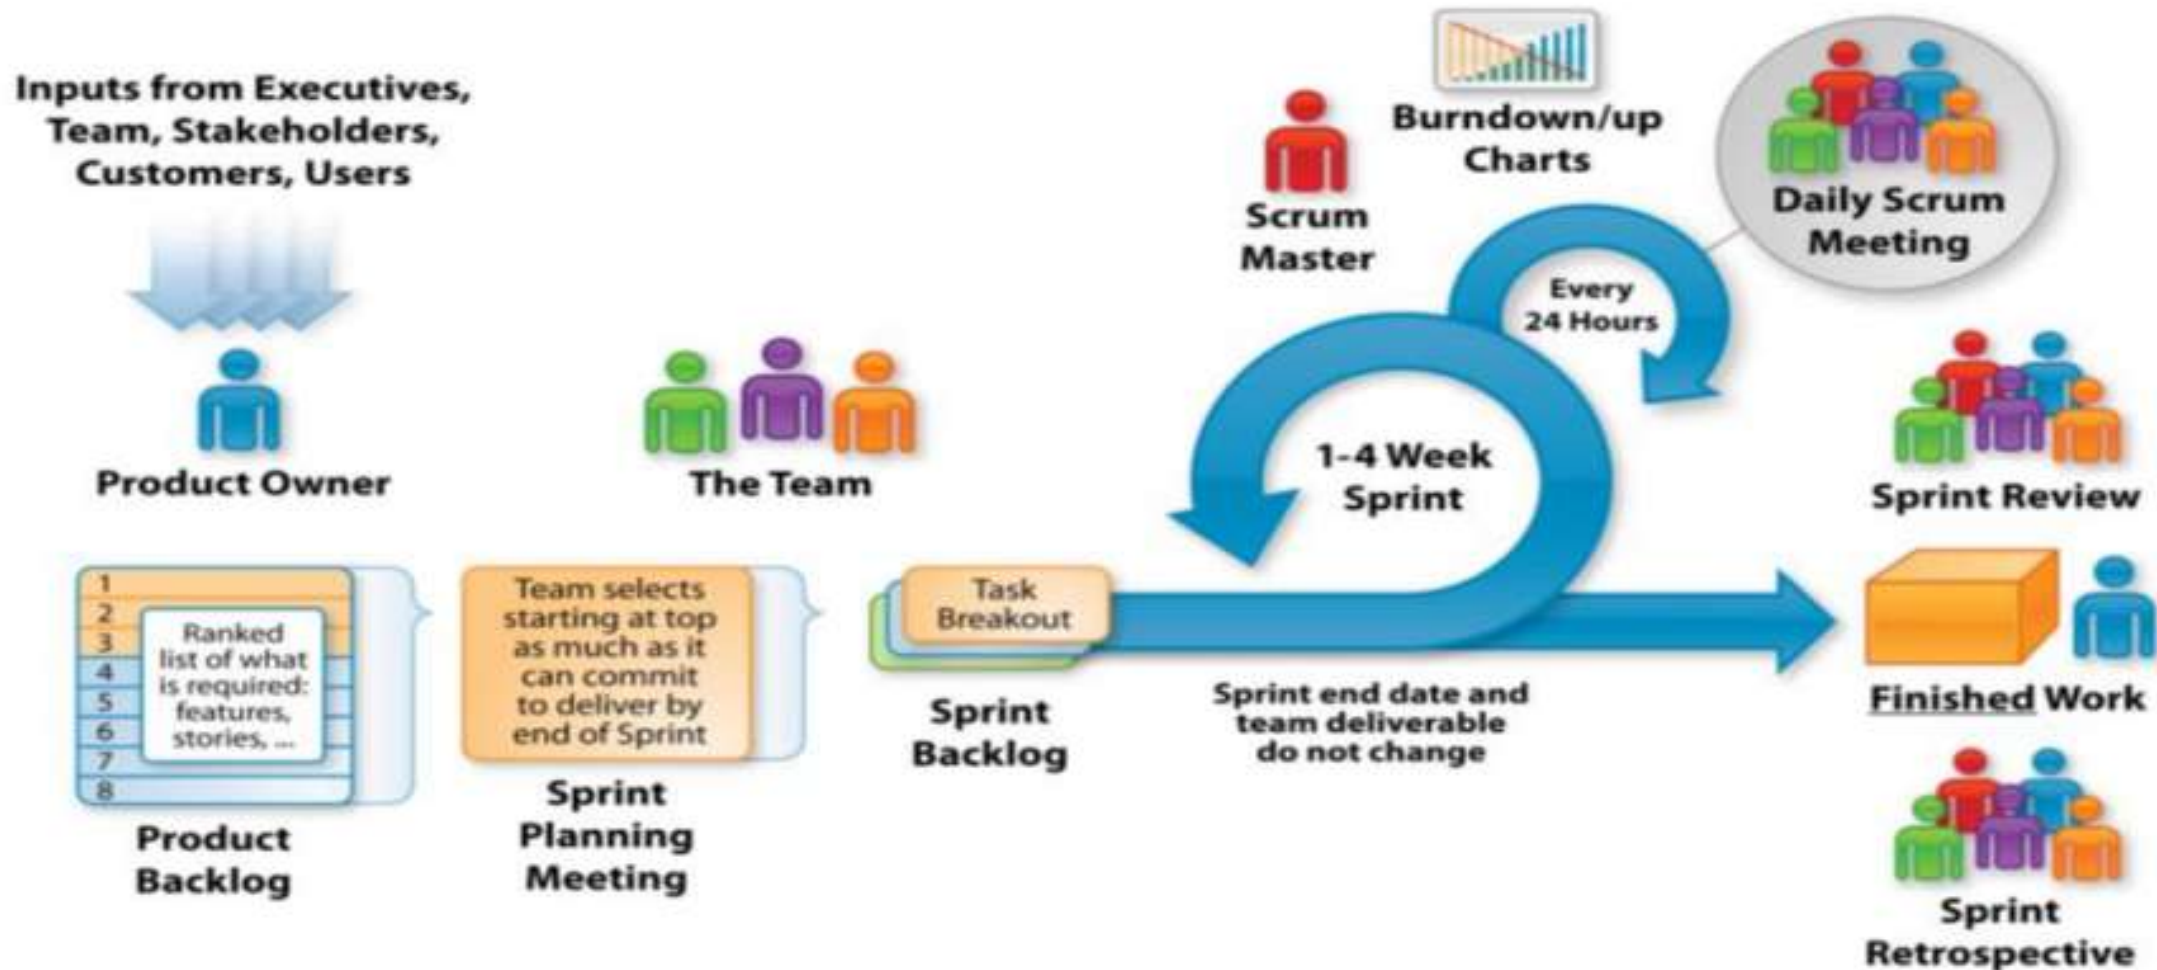 Inputs from Executives,
Team, Stakeholders,
Customers, Users
Product Owner
The Team
1
2
3
4
5
6
7
8
Ranked
list of what
is required:
features,
stories, ...
Product
Backlog
Team selects
starting at top
as much as it
can commit
to deliver by
end of Sprint
Sprint
Planning
Meeting
Task
Breakout
Sprint
Backlog
Scrum
Master
Burndown/up
Charts
Every
24 Hours
Daily Scrum
Meeting
1-4 Week
Sprint
Sprint end date and
team deliverable
do not change
Sprint Review
Finished Work
Sprint
Retrospective